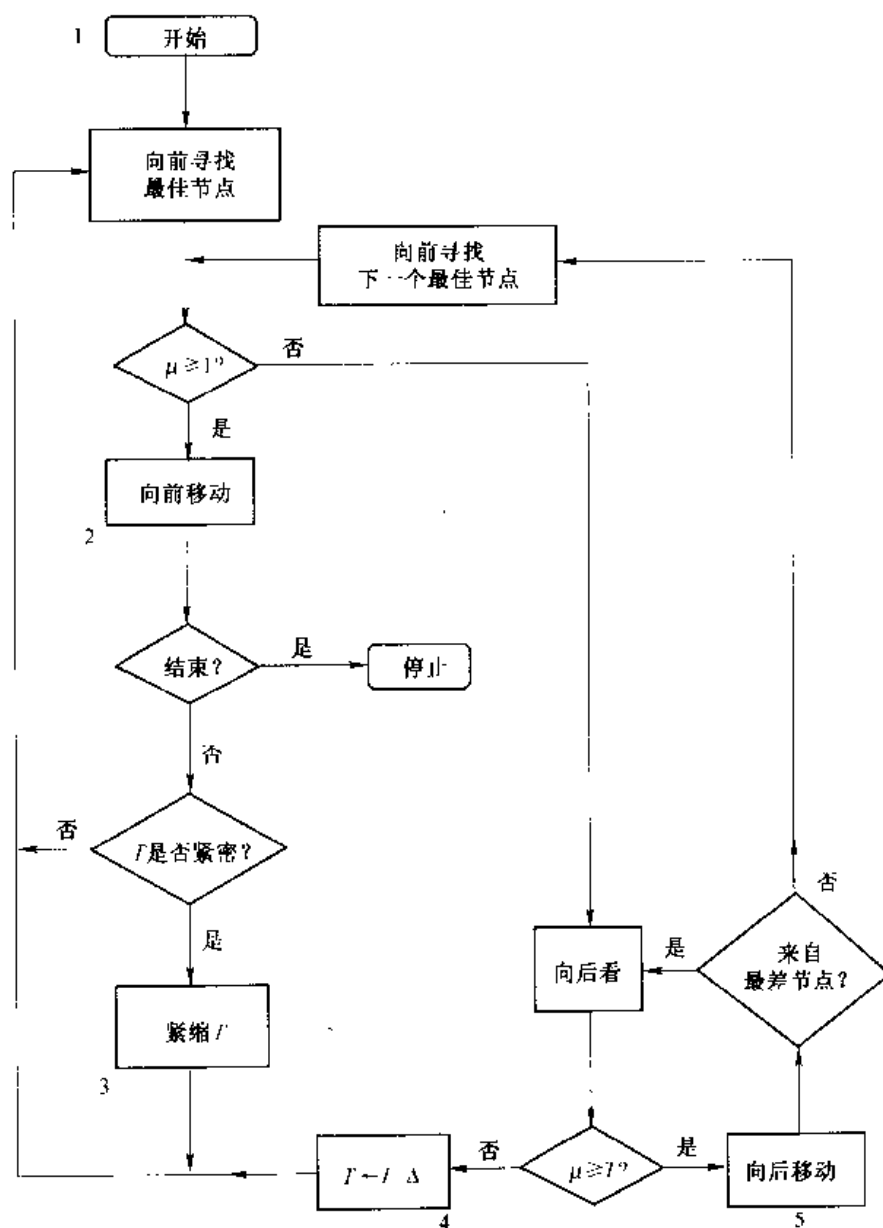 1
开始
向前寻找
最佳节点
向前寻找
下一个最佳节点
μ≥T?
否
是
向前移动
2
结束?
是
停止
否
T是否紧密?
否
是
紧缩T
3
向后看
是
来自
最差节点?
否
μ≥T?
否
是
T←T Δ
4
向后移动
5